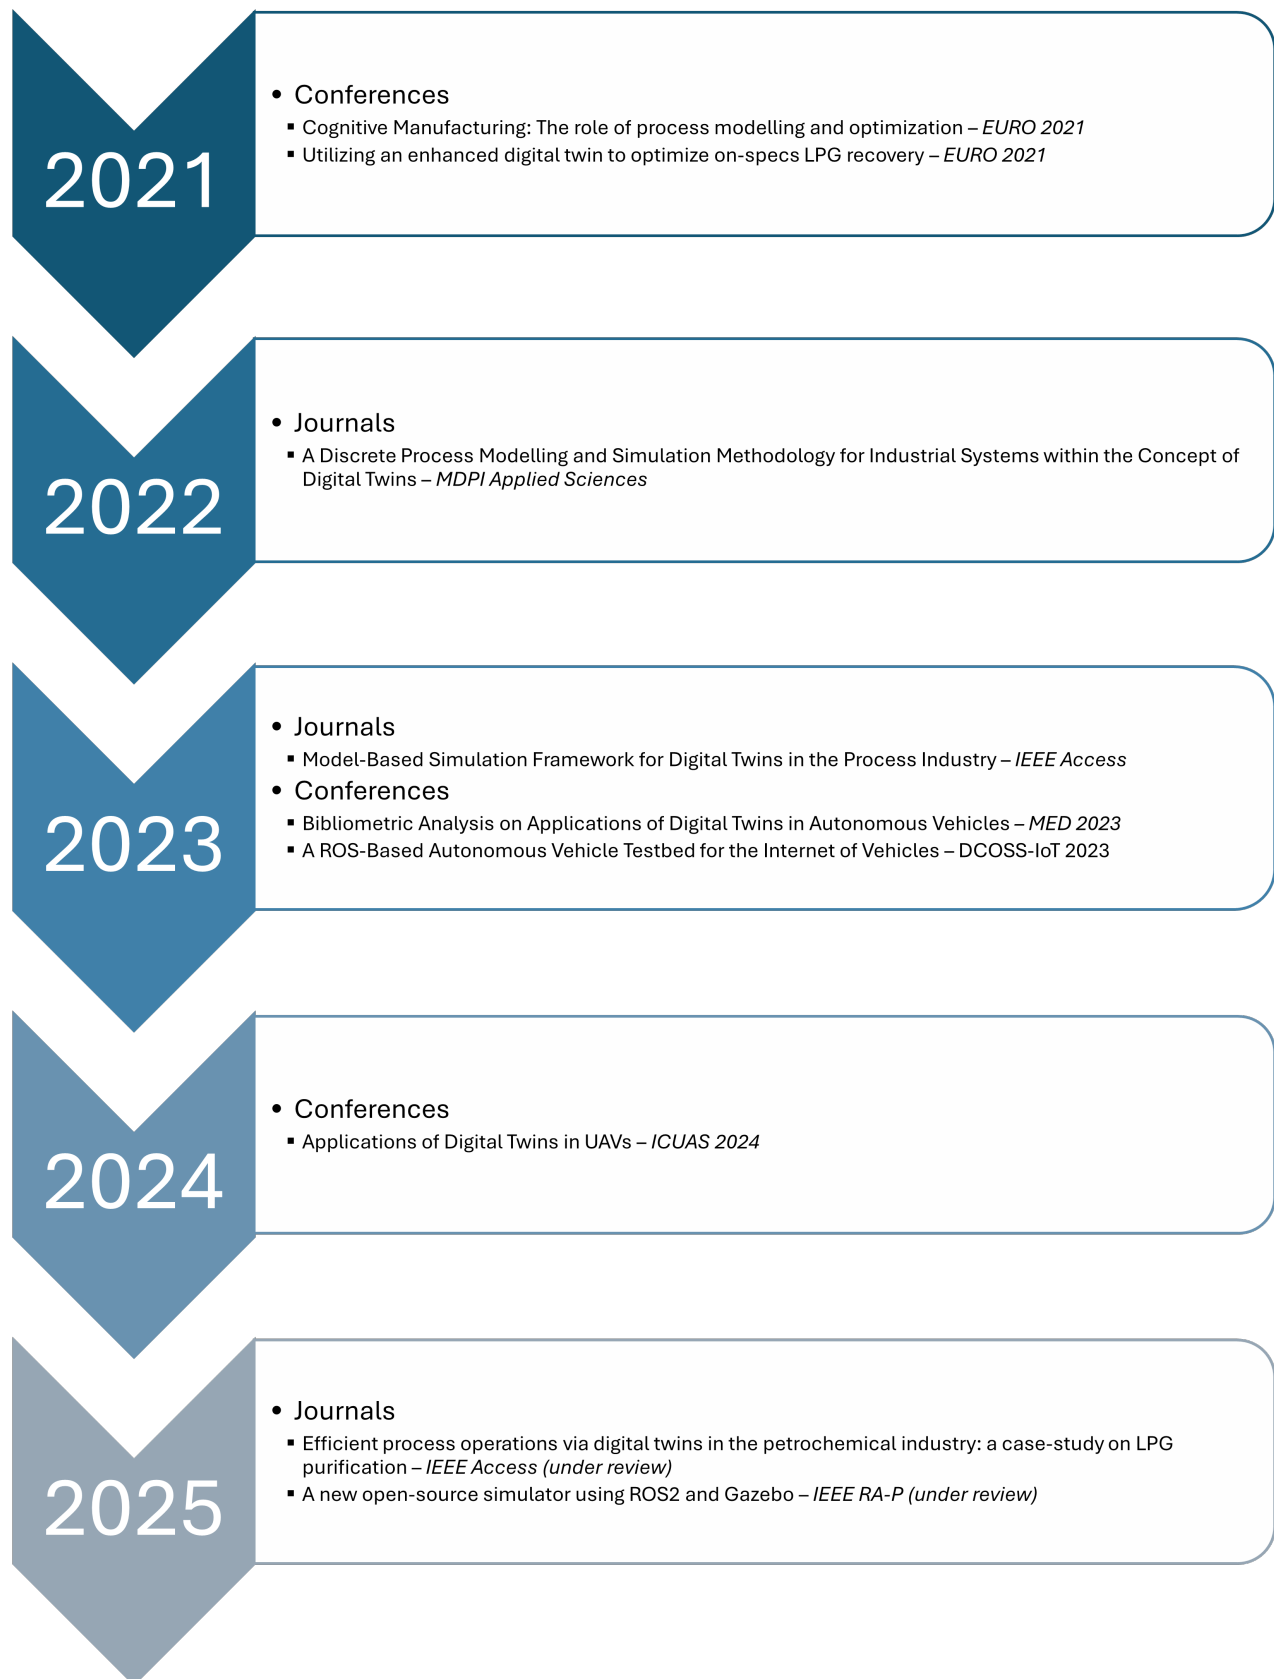 2021
• Conferences
▪ Cognitive Manufacturing: The role of process modelling and optimization – EURO 2021
▪ Utilizing an enhanced digital twin to optimize on-specs LPG recovery – EURO 2021
2022
• Journals
▪ A Discrete Process Modelling and Simulation Methodology for Industrial Systems within the Concept of
Digital Twins – MDPI Applied Sciences
2023
• Journals
▪ Model-Based Simulation Framework for Digital Twins in the Process Industry – IEEE Access
• Conferences
▪ Bibliometric Analysis on Applications of Digital Twins in Autonomous Vehicles – MED 2023
▪ A ROS-Based Autonomous Vehicle Testbed for the Internet of Vehicles – DCOSS-IoT 2023
2024
• Conferences
▪ Applications of Digital Twins in UAVs – ICUAS 2024
2025
• Journals
▪ Efficient process operations via digital twins in the petrochemical industry: a case-study on LPG
purification – IEEE Access (under review)
▪ A new open-source simulator using ROS2 and Gazebo – IEEE RA-P (under review)